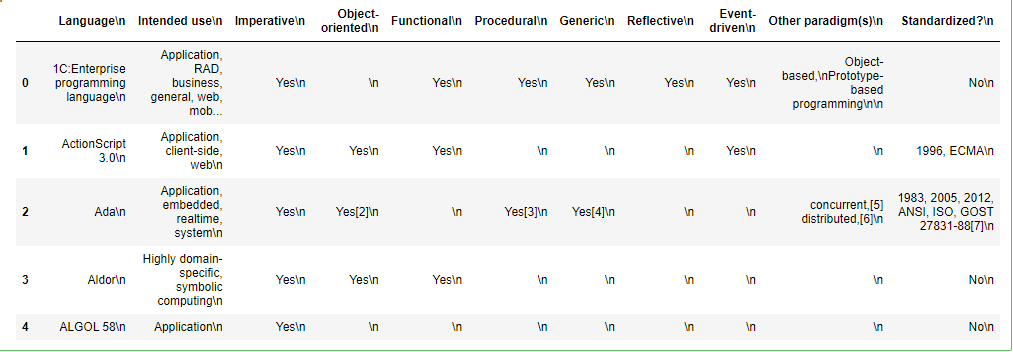 Language\n Intended use\n Imperative\n Object-oriented\n Functional\n Procedural\n Generic\n Reflective\n Event-driven\n Other paradigm(s)\n Standardized?\n
0 1C:Enterprise programming language\n Application, RAD, business, general, web, mob... Yes\n \n Yes\n Yes\n Yes\n Yes\n Yes\n Object-based,\nPrototype-based programming\n\n No\n
1 ActionScript 3.0\n Application, client-side, web\n Yes\n Yes\n Yes\n \n \n \n Yes\n \n 1996, ECMA\n
2 Ada\n Application, embedded, realtime, system\n Yes\n Yes[2]\n \n Yes[3]\n Yes[4]\n \n \n concurrent,[5] distributed,[6]\n 1983, 2005, 2012, ANSI, ISO, GOST 27831-88[7]\n
3 Aldor\n Highly domain-specific, symbolic computing\n Yes\n Yes\n Yes\n \n \n \n \n \n No\n
4 ALGOL 58\n Application\n Yes\n \n \n \n \n \n \n \n No\n